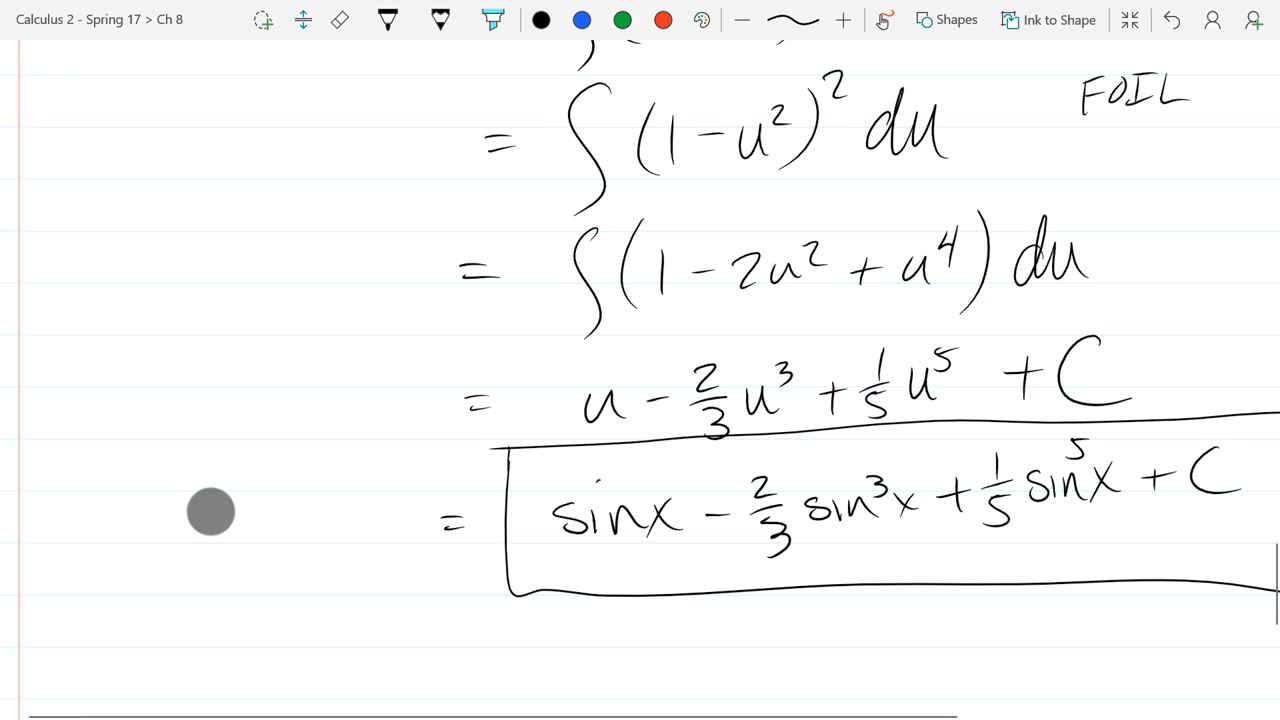 Calculus 2 - Spring 17 > Ch 8 Shapes Ink to Shape
= ∫ (1 - u²)² du FOIL
= ∫ (1 - 2u² + u⁴) du
= u - 2/3 u³ + 1/5 u⁵ + C
= sinx - 2/3 sin³x + 1/5 sin⁵x + C